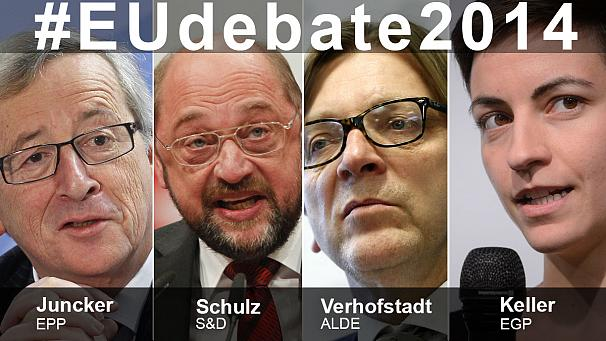 #EUdebate2014
Juncker
EPP
Schulz
S&D
Verhofstadt
ALDE
Keller
EGP